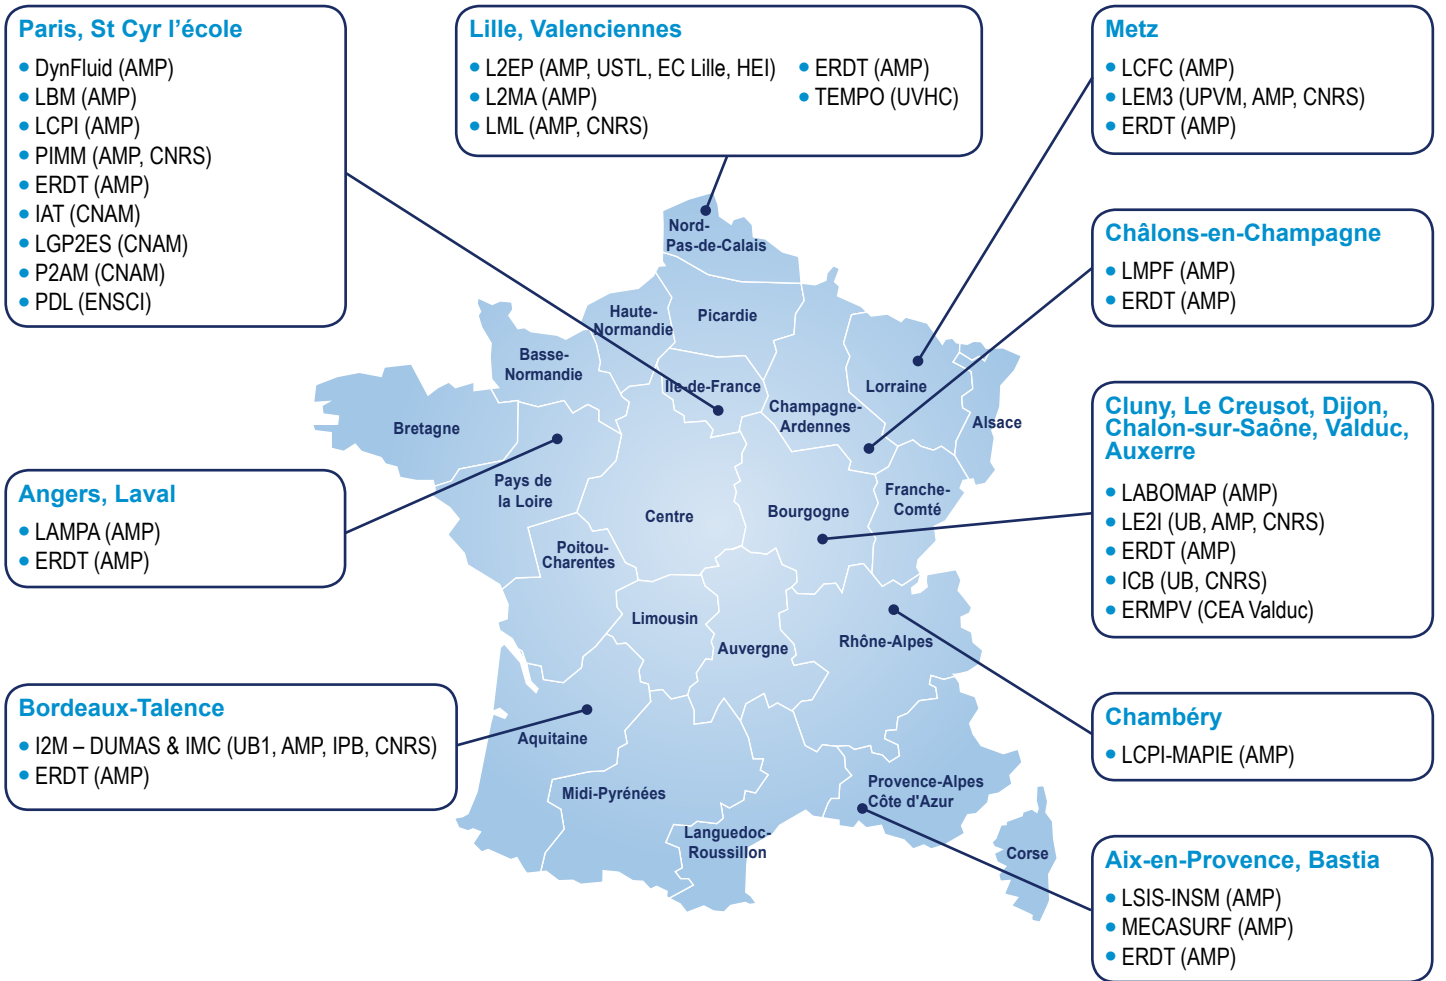 Paris, St Cyr l’école
• DynFluid (AMP)
• LBM (AMP)
• LCPI (AMP)
• PIMM (AMP, CNRS)
• ERDT (AMP)
• IAT (CNAM)
• LGP2ES (CNAM)
• P2AM (CNAM)
• PDL (ENSCI)
Lille, Valenciennes
• L2EP (AMP, USTL, EC Lille, HEI)
• L2MA (AMP)
• LML (AMP, CNRS)
• ERDT (AMP)
• TEMPO (UVHC)
Metz
• LCFC (AMP)
• LEM3 (UPVM, AMP, CNRS)
• ERDT (AMP)
Châlons-en-Champagne
• LMPF (AMP)
• ERDT (AMP)
Cluny, Le Creusot, Dijon,
Chalon-sur-Saône, Valduc,
Auxerre
• LABOMAP (AMP)
• LE2I (UB, AMP, CNRS)
• ERDT (AMP)
• ICB (UB, CNRS)
• ERMPV (CEA Valduc)
Angers, Laval
• LAMPA (AMP)
• ERDT (AMP)
Bordeaux-Talence
• I2M – DUMAS & IMC (UB1, AMP, IPB, CNRS)
• ERDT (AMP)
Chambéry
• LCPI-MAPIE (AMP)
Aix-en-Provence, Bastia
• LSIS-INSM (AMP)
• MECASURF (AMP)
• ERDT (AMP)
Nord-
Pas-de-Calais
Haute-
Normandie
Picardie
Basse-
Normandie
Île-de-France
Champagne-
Ardennes
Lorraine
Alsace
Bretagne
Pays de
la Loire
Centre
Bourgogne
Franche-
Comté
Poitou-
Charentes
Limousin
Auvergne
Rhône-Alpes
Aquitaine
Midi-Pyrénées
Languedoc-
Roussillon
Provence-Alpes
Côte d'Azur
Corse